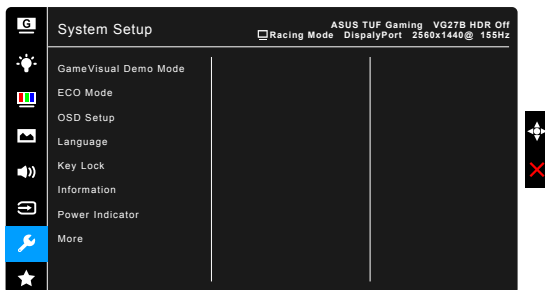 G
System Setup
ASUS TUF Gaming VG27B HDR Off
Racing Mode DispalyPort 2560x1440@ 155Hz
GameVisual Demo Mode
ECO Mode
OSD Setup
Language
Key Lock
Information
Power Indicator
More